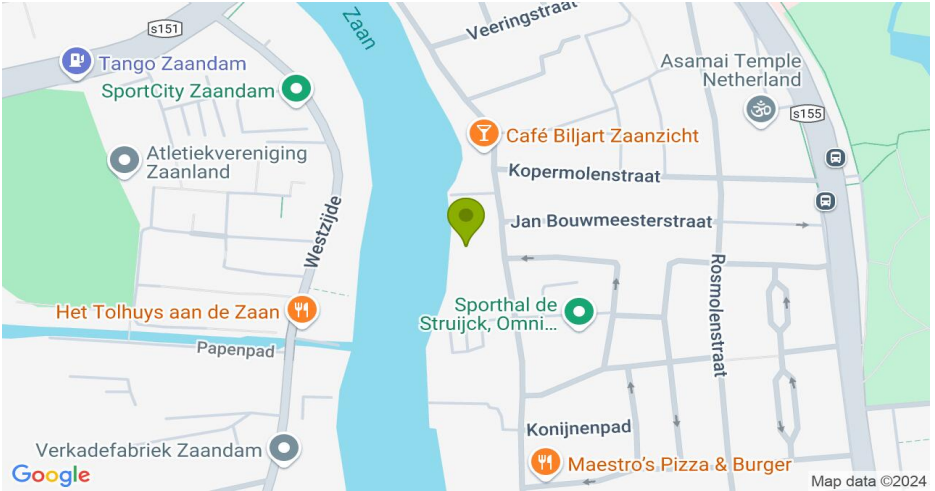 Veeringstraat
Zaan
s151
Tango Zaandam
SportCity Zaandam
Asamai Temple
Netherland
s155
Café Biljart Zaanzicht
Atletiekvereniging
Zaanland
Kopermolenstraat
Westzijde
Jan Bouwmeesterstraat
Rosmolenstraat
Het Tolhuys aan de Zaan
Sporthal de
Struijck, Omni...
Papenpad
Konijnenpad
Verkadefabriek Zaandam
Maestro's Pizza & Burger
Google
Map data ©2024